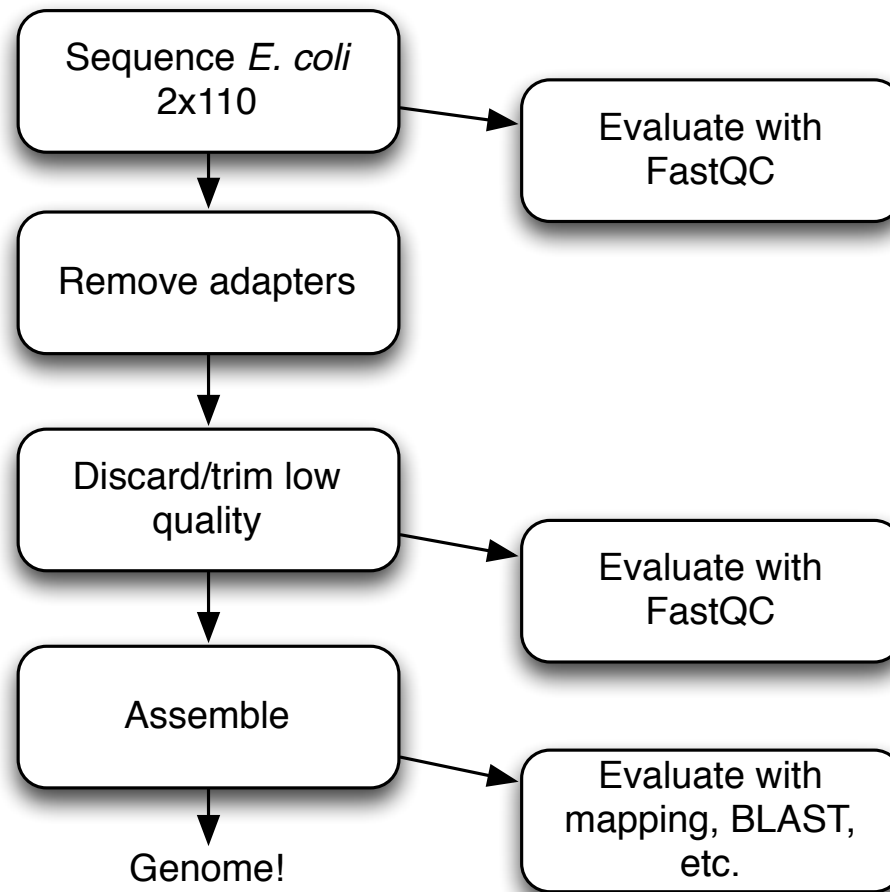 Sequence E. coli
2x110
Evaluate with
FastQC
Remove adapters
Discard/trim low
quality
Evaluate with
FastQC
Assemble
Evaluate with
mapping, BLAST,
etc.
Genome!